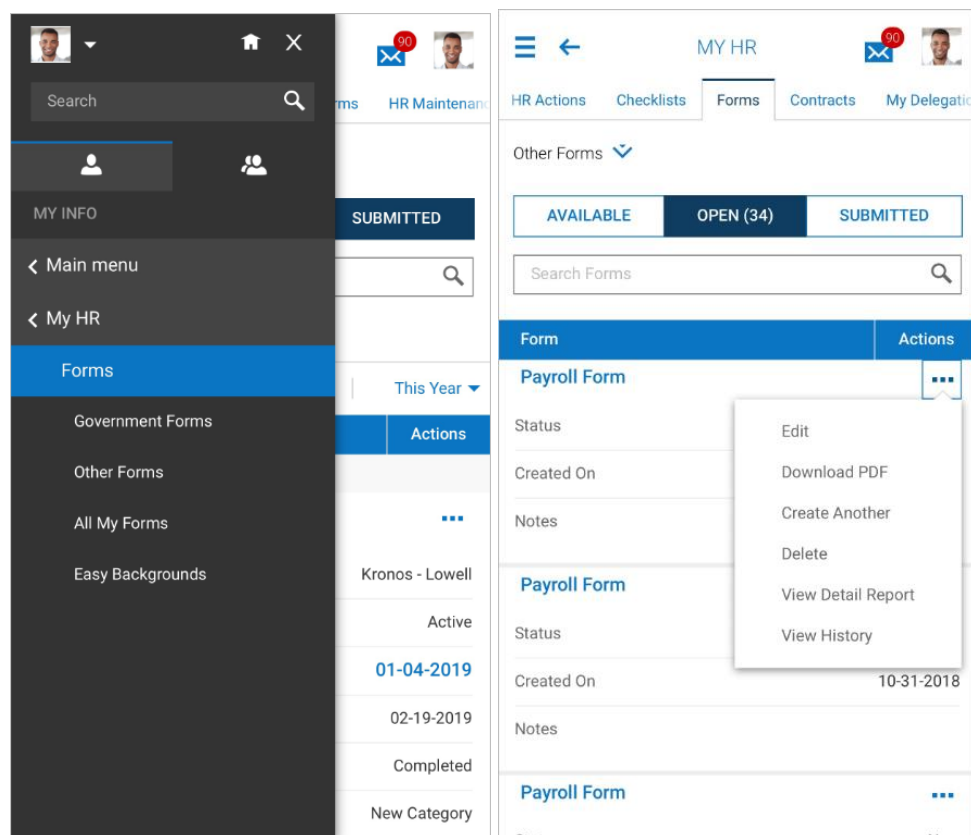 X
90
Search
rms HR Maintenanc
MY INFO
SUBMITTED
Main menu
My HR
Forms
This Year
Government Forms
Actions
Other Forms
All My Forms
Easy Backgrounds
Kronos - Lowell
Active
01-04-2019
02-19-2019
Completed
New Category
MY HR
90
HR Actions Checklists Forms Contracts My Delegatio
Other Forms
AVAILABLE OPEN (34) SUBMITTED
Search Forms
Form Actions
Payroll Form
Status
Created On
Notes
Edit
Download PDF
Create Another
Delete
View Detail Report
View History
Payroll Form
Status
Created On 10-31-2018
Notes
Payroll Form